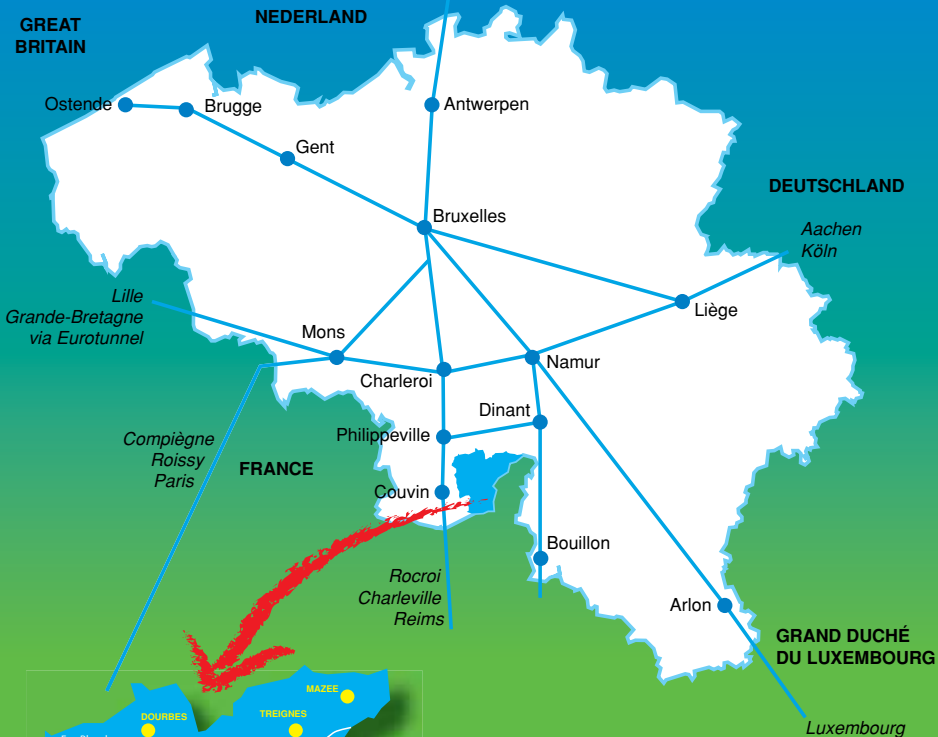 GREAT
BRITAIN
NEDERLAND
Ostende
Brugge
Antwerpen
Gent
DEUTSCHLAND
Bruxelles
Aachen
Köln
Lille
Grande-Bretagne
via Eurotunnel
Liège
Mons
Namur
Charleroi
Dinant
Philippeville
Compiègne
Roissy
Paris
FRANCE
Couvin
Bouillon
Rocroi
Charleville
Reims
Arlon
GRAND DUCHÉ
DU LUXEMBOURG
MAZEE
DOURBES
TREIGNES
Luxembourg